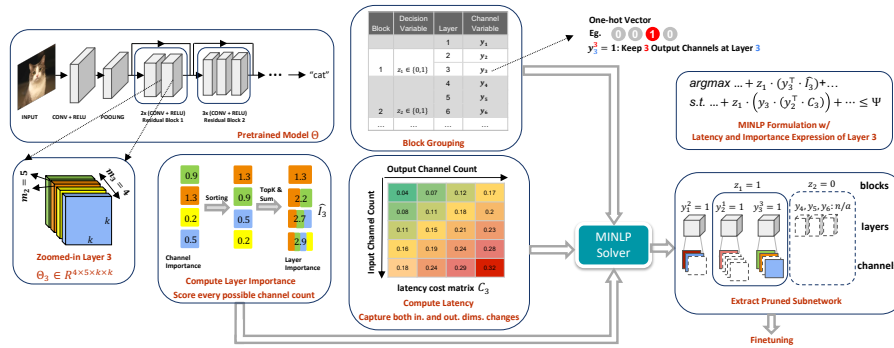 INPUT
CONV + RELU
POOLING
2x (CONV + RELU)
Residual Block 1
3x (CONV + RELU)
Residual Block 2
...
"cat"
Pretrained Model Θ
Block
Decision
Variable
Layer
Channel
Variable
1 y₁
2 y₂
1 z₁ ∈ {0,1} 3 y₃
4 y₄
5 y₅
2 z₂ ∈ {0,1} 6 y₆
... ... ... ...
Block Grouping
One-hot Vector
Eg. 0 0 1 0
y₃³ = 1: Keep 3 Output Channels at Layer 3
argmax ... + z₁ · (y₃ᵀ · I⃗₃)+...
s.t. ... + z₁ · (y₃ · (y₂ᵀ · C₃)) + ⋯ ≤ Ψ
MINLP Formulation w/
Latency and Importance Expression of Layer 3
m₂ = 5
m₃ = 4
k
k
Zoomed-in Layer 3
Θ₃ ∈ R⁴ˣ⁵ˣᵏˣᵏ
0.9
1.3
0.2
0.5
Channel
Importance
Sorting
1.3
0.9
0.5
0.2
TopK &
Sum
1.3
2.2
2.7
2.9
I⃗₃
Layer
Importance
Compute Layer Importance
Score every possible channel count
Output Channel Count
Input Channel Count
0.04 0.07 0.12 0.17
0.08 0.11 0.18 0.2
0.11 0.15 0.21 0.23
0.16 0.19 0.24 0.28
0.18 0.24 0.29 0.32
latency cost matrix C₃
Compute Latency
Capture both in. and out. dims. changes
MINLP
Solver
z₁ = 1
z₂ = 0
blocks
y₁² = 1
y₂¹ = 1
y₃³ = 1
y₄, y₅, y₆: n/a
layers
channel
Extract Pruned Subnetwork
Finetuning